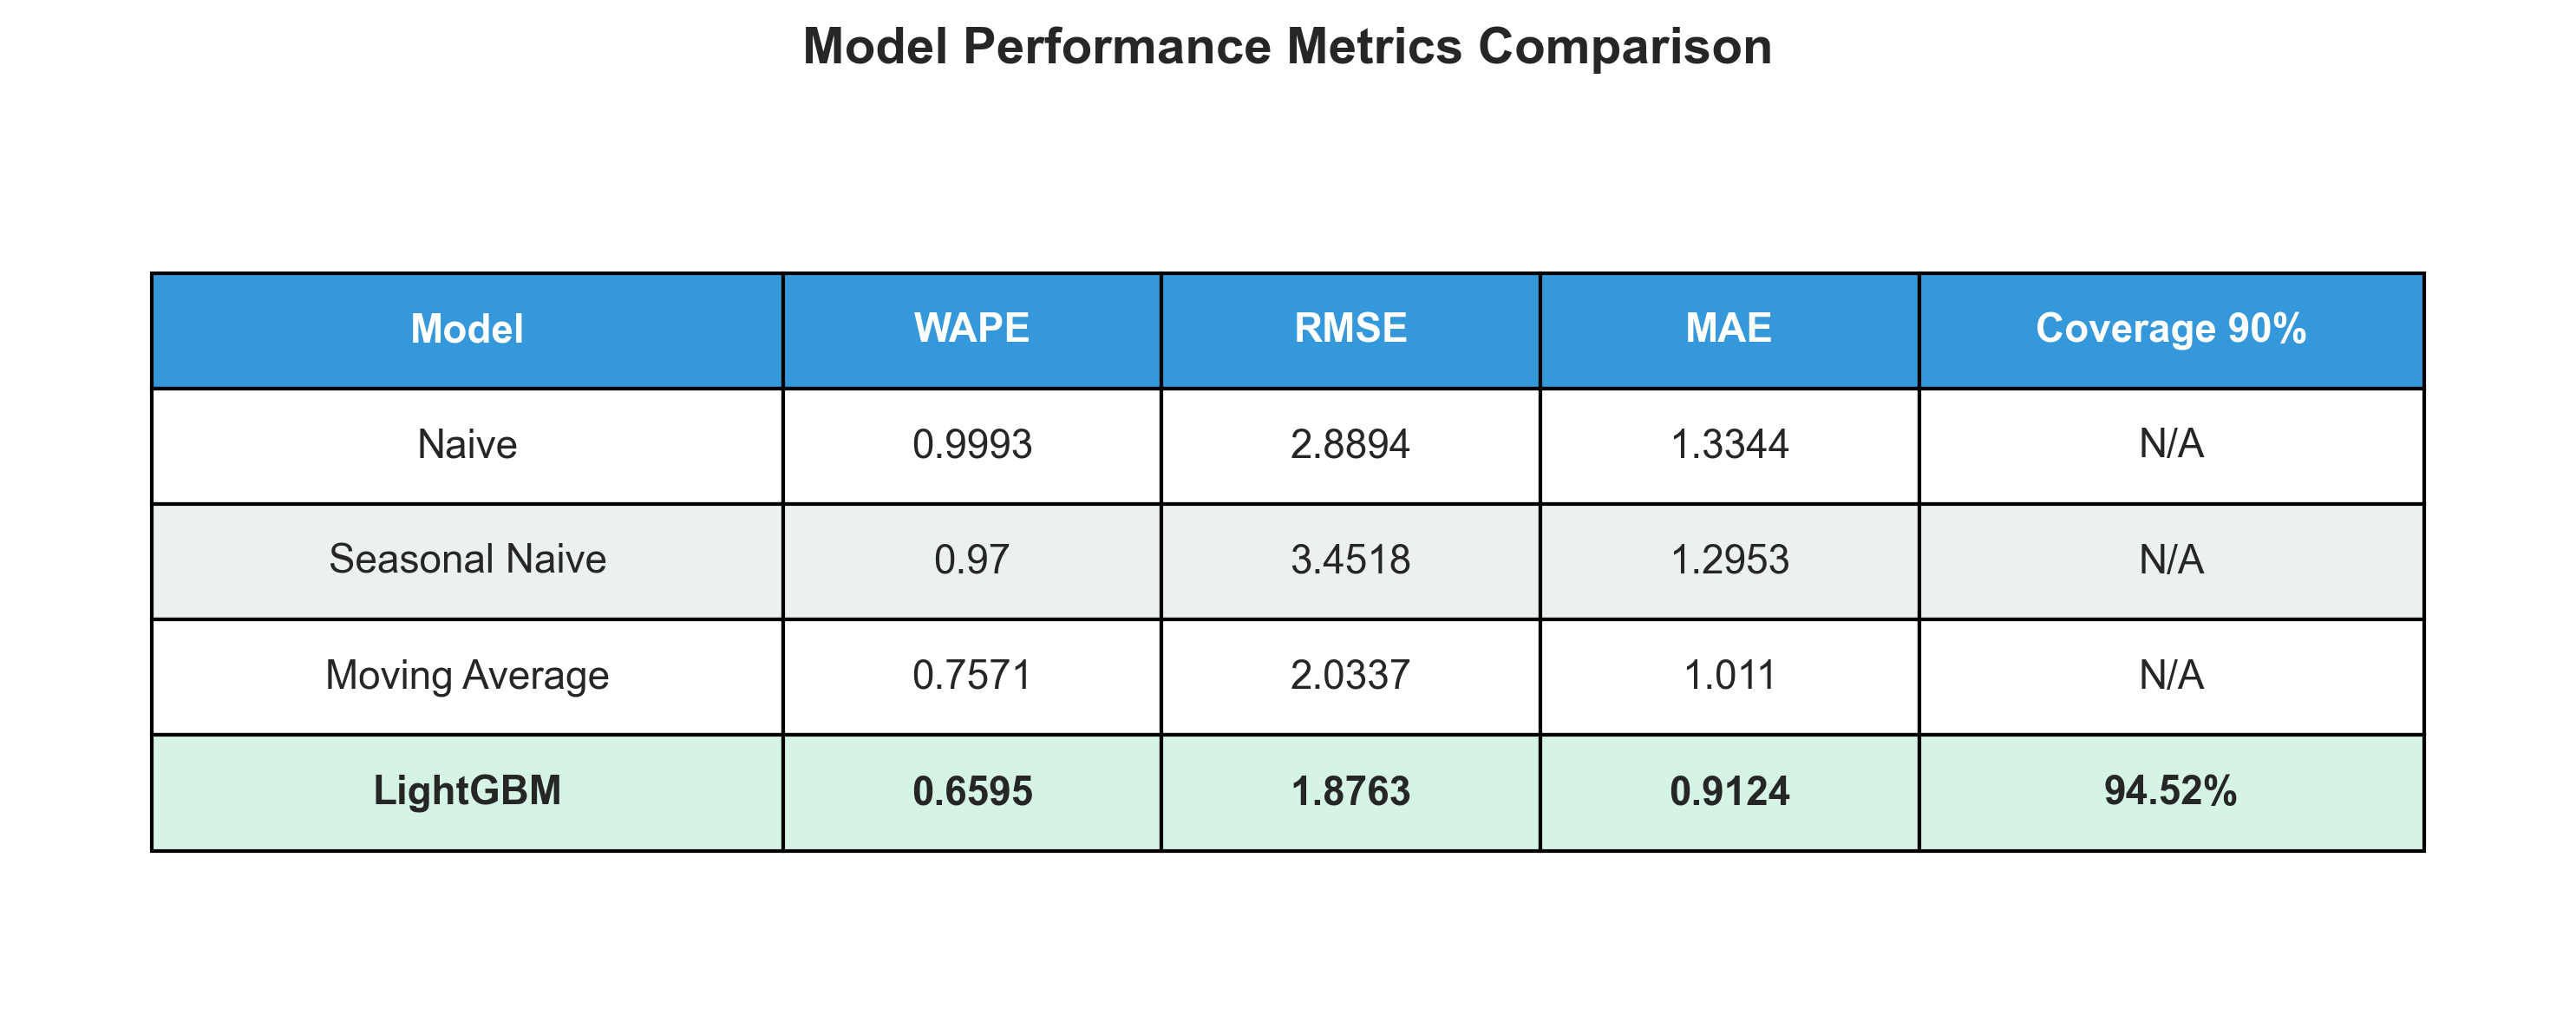 Model Performance Metrics Comparison
Model WAPE RMSE MAE Coverage 90%
Naive 0.9993 2.8894 1.3344 N/A
Seasonal Naive 0.97 3.4518 1.2953 N/A
Moving Average 0.7571 2.0337 1.011 N/A
LightGBM 0.6595 1.8763 0.9124 94.52%